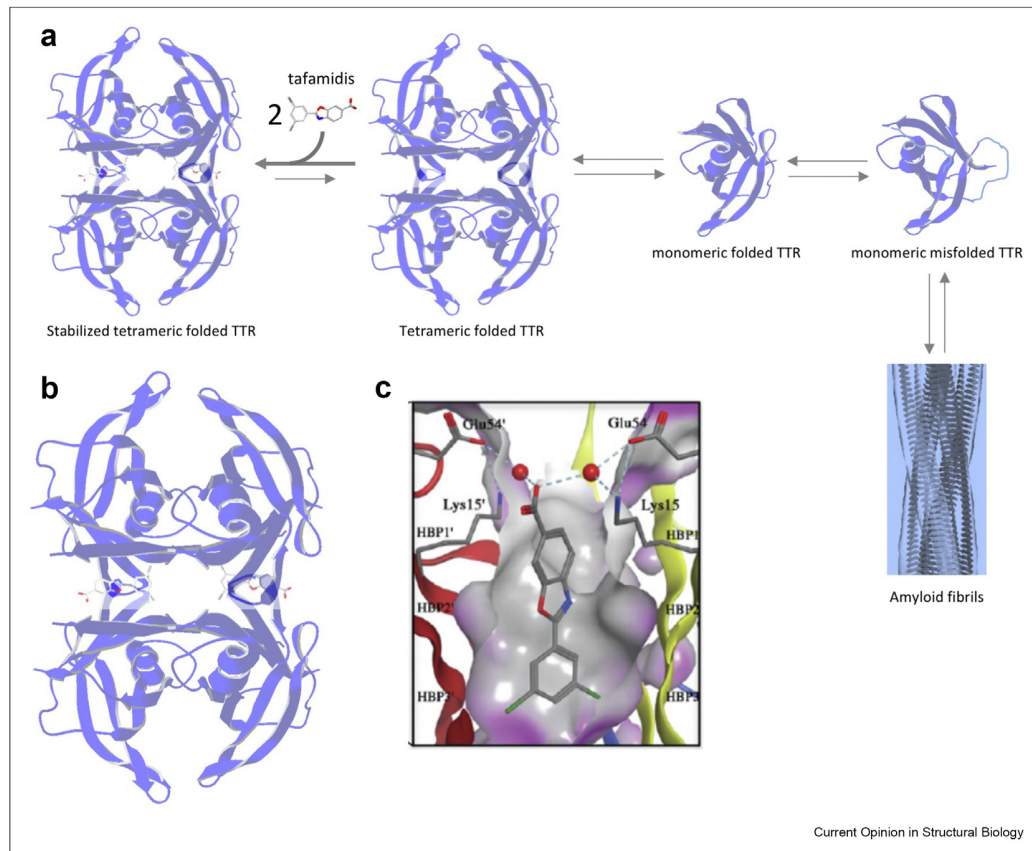 a
tafamidis
2
Stabilized tetrameric folded TTR
Tetrameric folded TTR
monomeric folded TTR
monomeric misfolded TTR
Amyloid fibrils
b
c
Glu54'
Glu54
Lys15'
Lys15
HBP1'
HBP1
HBP2'
HBP2
HBP3'
HBP3
Current Opinion in Structural Biology